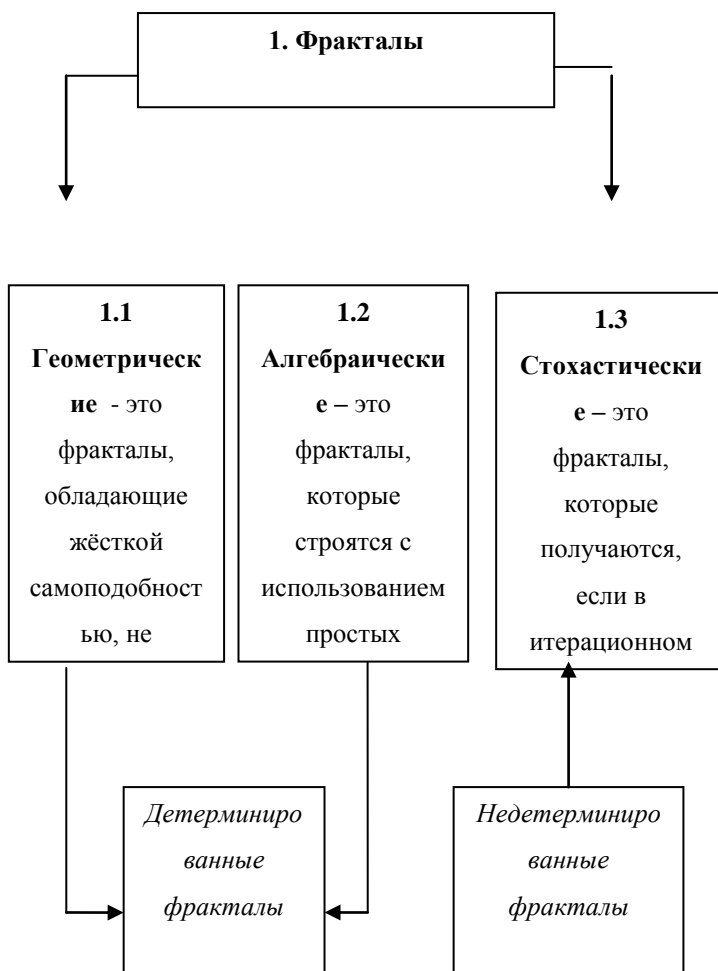 1. Фракталы
1.1
Геометрическ
ие - это
фракталы,
обладающие
жёсткой
самоподобност
ью, не
1.2
Алгебраически
е – это
фракталы,
которые
строятся с
использованием
простых
1.3
Стохастически
е – это
фракталы,
которые
получаются,
если в
итерационном
Детерминиро
ванные
фракталы
Недетерминиро
ванные
фракталы